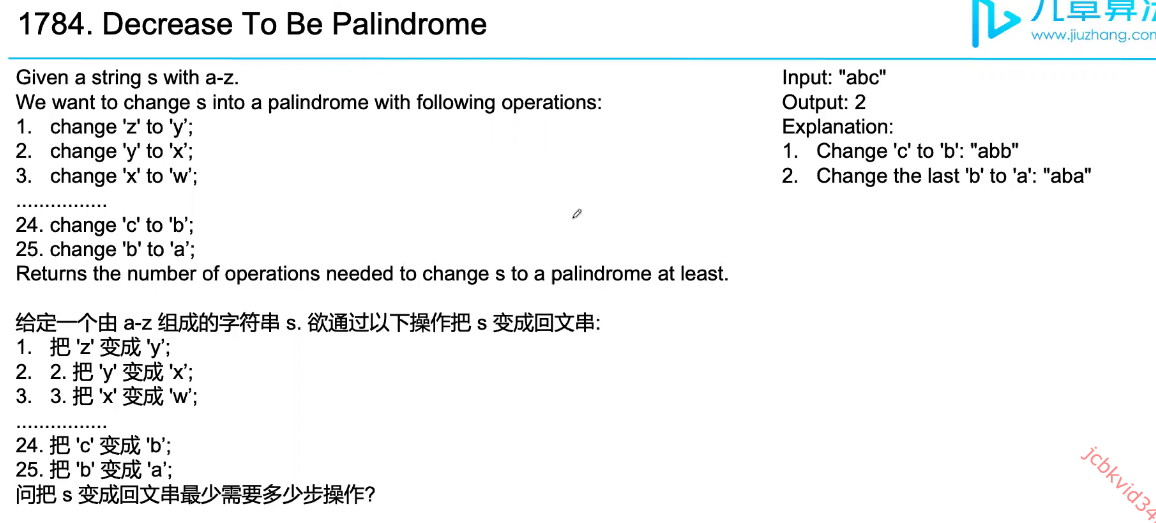 1784. Decrease To Be Palindrome
九章算法
www.jiuzhang.com
Given a string s with a-z.
We want to change s into a palindrome with following operations:
1. change 'z' to 'y';
2. change 'y' to 'x';
3. change 'x' to 'w';
................
24. change 'c' to 'b';
25. change 'b' to 'a';
Returns the number of operations needed to change s to a palindrome at least.
Input: "abc"
Output: 2
Explanation:
1. Change 'c' to 'b': "abb"
2. Change the last 'b' to 'a': "aba"
给定一个由 a-z 组成的字符串 s. 欲通过以下操作把 s 变成回文串:
1. 把 'z' 变成 'y';
2. 2. 把 'y' 变成 'x';
3. 3. 把 'x' 变成 'w';
................
24. 把 'c' 变成 'b';
25. 把 'b' 变成 'a';
问把 s 变成回文串最少需要多少步操作?
jcbkvid34